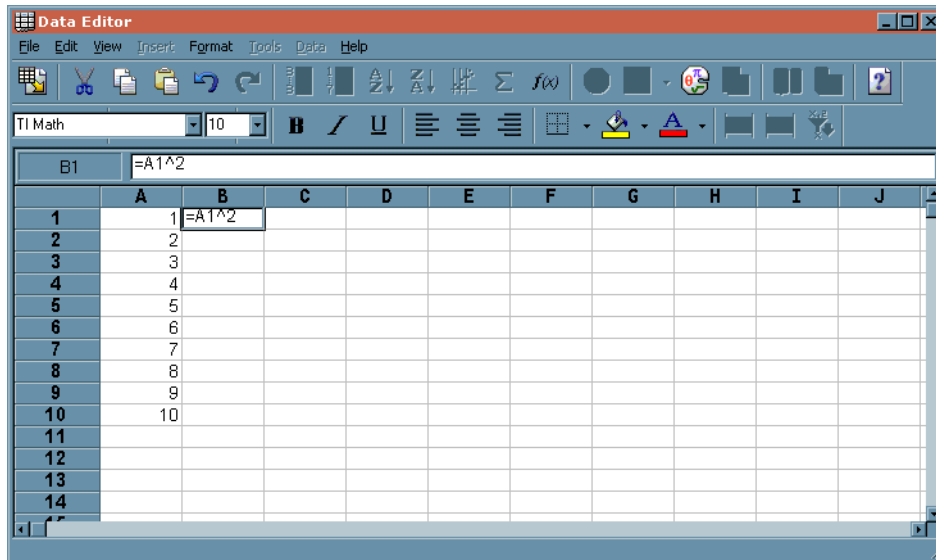 Data Editor
File Edit View Insert Format Tools Data Help
f(x)
TI Math 10 B I U A
B1 =A1^2
A B C D E F G H I J
1 1 =A1^2
2 2
3 3
4 4
5 5
6 6
7 7
8 8
9 9
10 10
11
12
13
14